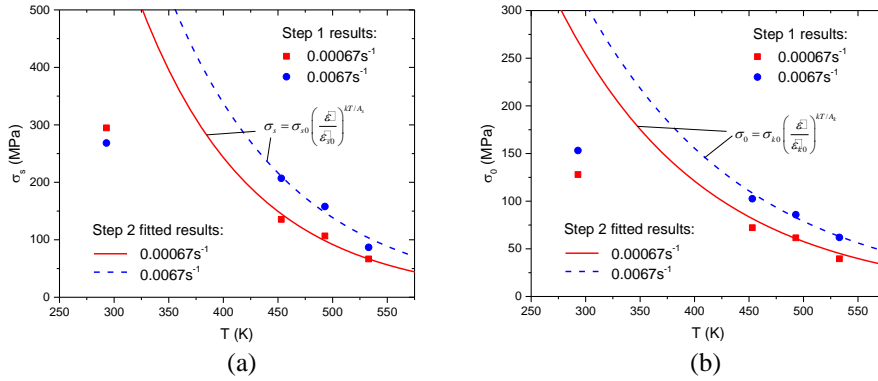 500
400
300
200
100
0
σs (MPa)
Step 1 results:
0.00067s-1
0.0067s-1
σs = σs0 (ε̇ / ε̇s0)^kT/As
Step 2 fitted results:
0.00067s-1
0.0067s-1
250 300 350 400 450 500 550
T (K)
(a)
300
250
200
150
100
50
0
σ0 (MPa)
Step 1 results:
0.00067s-1
0.0067s-1
σ0 = σk0 (ε̇ / ε̇k0)^kT/Ak
Step 2 fitted results:
0.00067s-1
0.0067s-1
250 300 350 400 450 500 550
T (K)
(b)